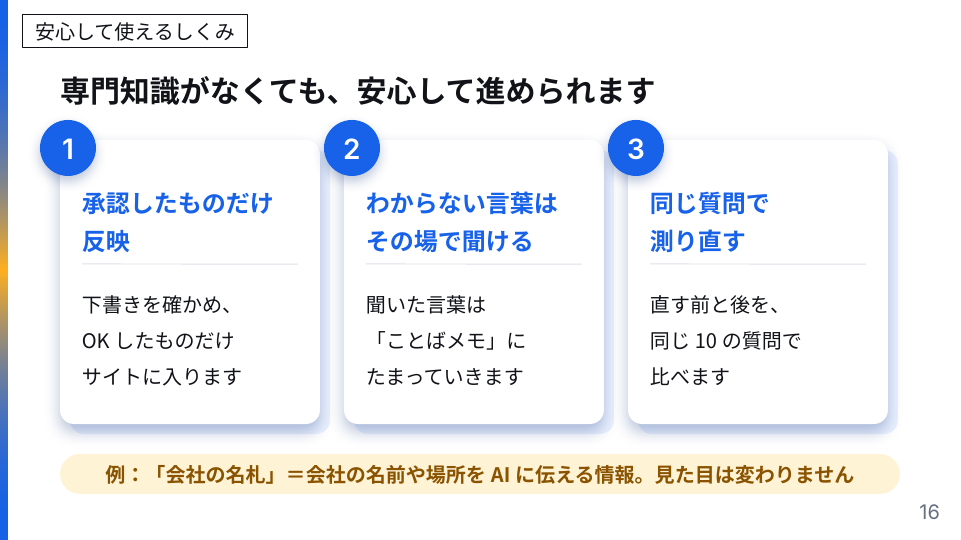 安心して使えるしくみ
専門知識がなくても、安心して進められます
1
承認したものだけ
反映
下書きを確かめ、
OK したものだけ
サイトに入ります
2
わからない言葉は
その場で聞ける
聞いた言葉は
「ことばメモ」に
たまっていきます
3
同じ質問で
測り直す
直す前と後を、
同じ 10 の質問で
比べます
例：「会社の名札」＝会社の名前や場所を AI に伝える情報。見た目は変わりません
16